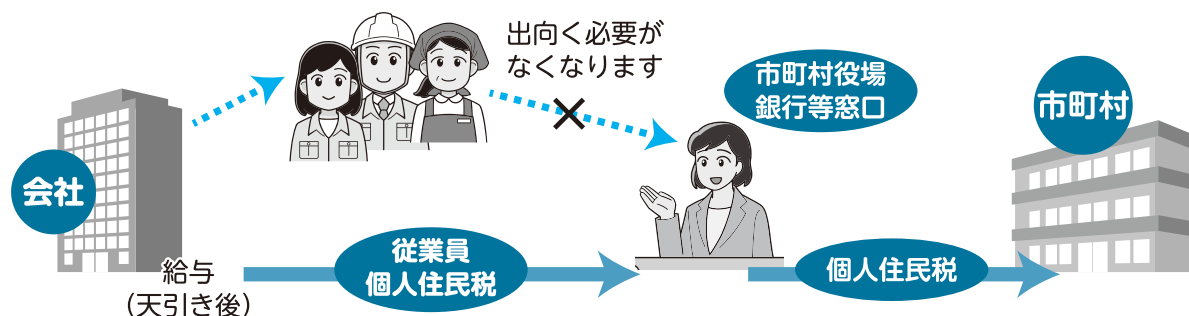 出向く必要が
なくなります
市町村役場
銀行等窓口
市町村
会社
給与
（天引き後）
従業員
個人住民税
個人住民税